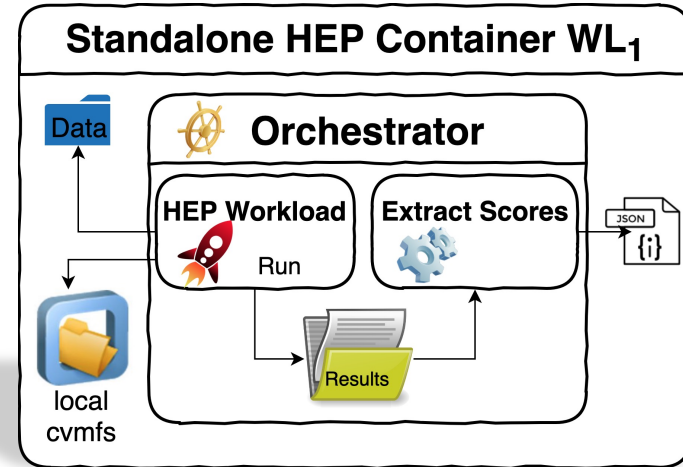 Standalone HEP Container WL₁
Data
Orchestrator
HEP Workload
Run
Extract Scores
JSON
{i}
Results
local
cvmfs